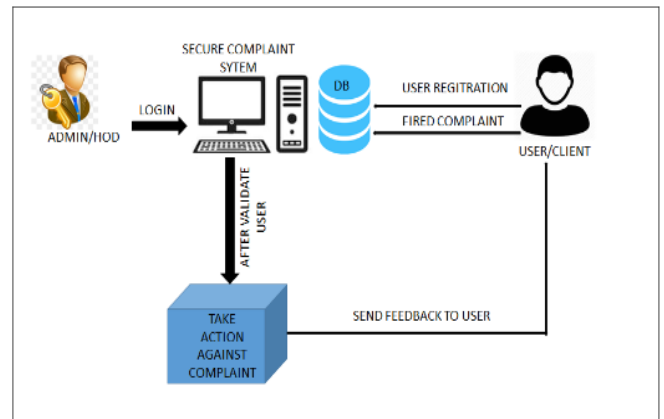 SECURE COMPLAINT
SYTEM
DB
USER REGITRATION
LOGIN
FIRED COMPLAINT
ADMIN/HOD
USER/CLIENT
AFTER VALIDATE
USER
TAKE
ACTION
AGAINST
COMPLAINT
SEND FEEDBACK TO USER